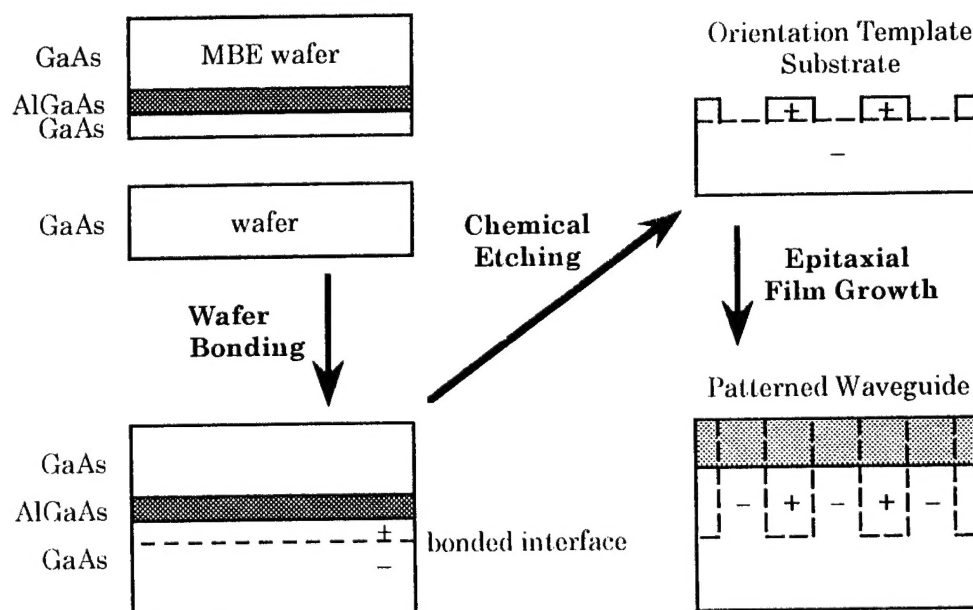 GaAs
MBE wafer
AlGaAs
GaAs
GaAs
wafer
Wafer
Bonding
GaAs
AlGaAs
GaAs
+
−
bonded interface
Chemical
Etching
Orientation Template
Substrate
+ +
−
Epitaxial
Film Growth
Patterned Waveguide
− + − + −